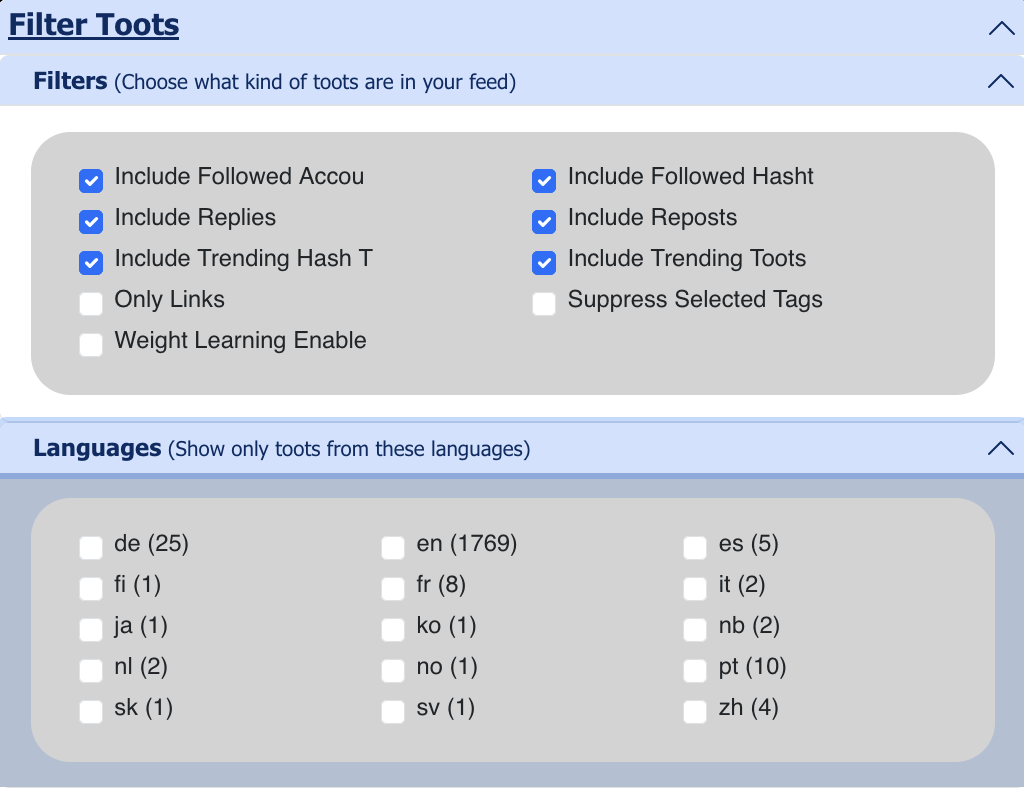 Filter Toots
Filters (Choose what kind of toots are in your feed)
Include Followed Accou
Include Followed Hasht
Include Replies
Include Reposts
Include Trending Hash T
Include Trending Toots
Only Links
Suppress Selected Tags
Weight Learning Enable
Languages (Show only toots from these languages)
de (25)
en (1769)
es (5)
fi (1)
fr (8)
it (2)
ja (1)
ko (1)
nb (2)
nl (2)
no (1)
pt (10)
sk (1)
sv (1)
zh (4)